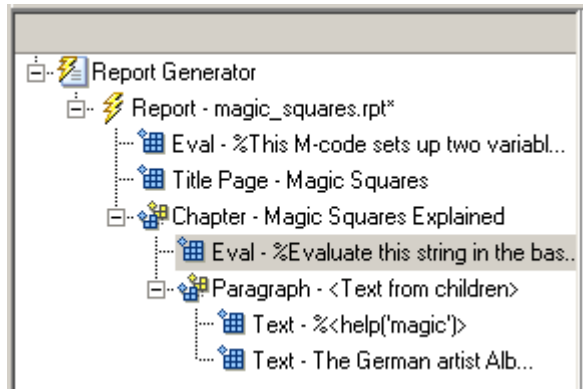 Report Generator
Report - magic_squares.rpt*
Eval - %This M-code sets up two variabl...
Title Page - Magic Squares
Chapter - Magic Squares Explained
Eval - %Evaluate this string in the bas..
Paragraph - <Text from children>
Text - %<help('magic')>
Text - The German artist Alb...